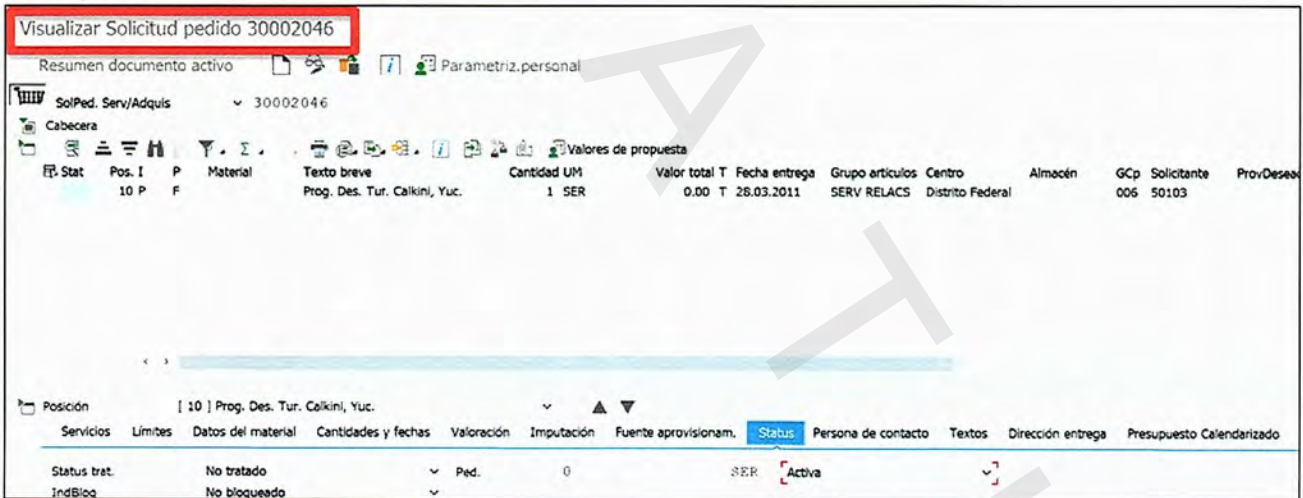 Visualizar Solicitud pedido 30002046
Resumen documento activo Parametriz.personal
SolPed. Serv/Adquis 30002046
Cabecera
Valores de propuesta
Stat Pos. I P Material Texto breve Cantidad UM Valor total T Fecha entrega Grupo artículos Centro Almacén GCp Solicitante ProvDesead
10 P F Prog. Des. Tur. Calkini, Yuc. 1 SER 0.00 T 28.03.2011 SERV RELACS Distrito Federal 006 50103
Posición [ 10 ] Prog. Des. Tur. Calkini, Yuc.
Servicios Límites Datos del material Cantidades y fechas Valoración Imputación Fuente aprovisionam. Status Persona de contacto Textos Dirección entrega Presupuesto Calendarizado
Status trat. No tratado Ped. 0 SER Activa
IndBloq No bloqueado